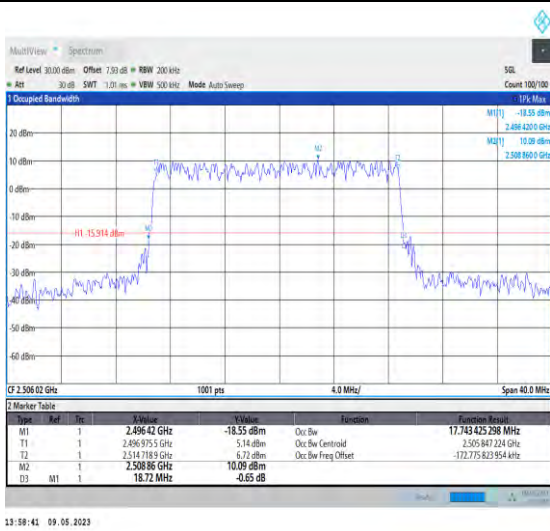 MultiView Spectrum
Ref Level 30.00 dBm Offset 7.93 dB RBW 200 kHz SGL
Att 30 dB SWT 1.01 ms VBW 500 kHz Mode Auto Sweep Count 100/100
1 Occupied Bandwidth 1Pk Max
M1[1] -18.55 dBm
2.496 420 0 GHz
20 dBm
M2[1] 10.09 dBm
2.508 860 0 GHz
M2
10 dBm
0 dBm
-10 dBm
H1 -15.914 dBm
-20 dBm
-30 dBm
-40 dBm
-50 dBm
-60 dBm
CF 2.506 02 GHz 1001 pts 4.0 MHz/ Span 40.0 MHz
2 Marker Table
Type Ref Trc X-Value Y-Value Function Function Result
M1 1 2.496 42 GHz -18.55 dBm Occ Bw 17.743 425 298 MHz
T1 1 2.496 975 5 GHz 5.14 dBm Occ Bw Centroid 2.505 847 224 GHz
T2 1 2.514 718 9 GHz 6.72 dBm Occ Bw Freq Offset -172.775 823 954 kHz
M2 1 2.508 86 GHz 10.09 dBm
D3 M1 1 18.72 MHz -0.65 dB
13:58:41 09.05.2023